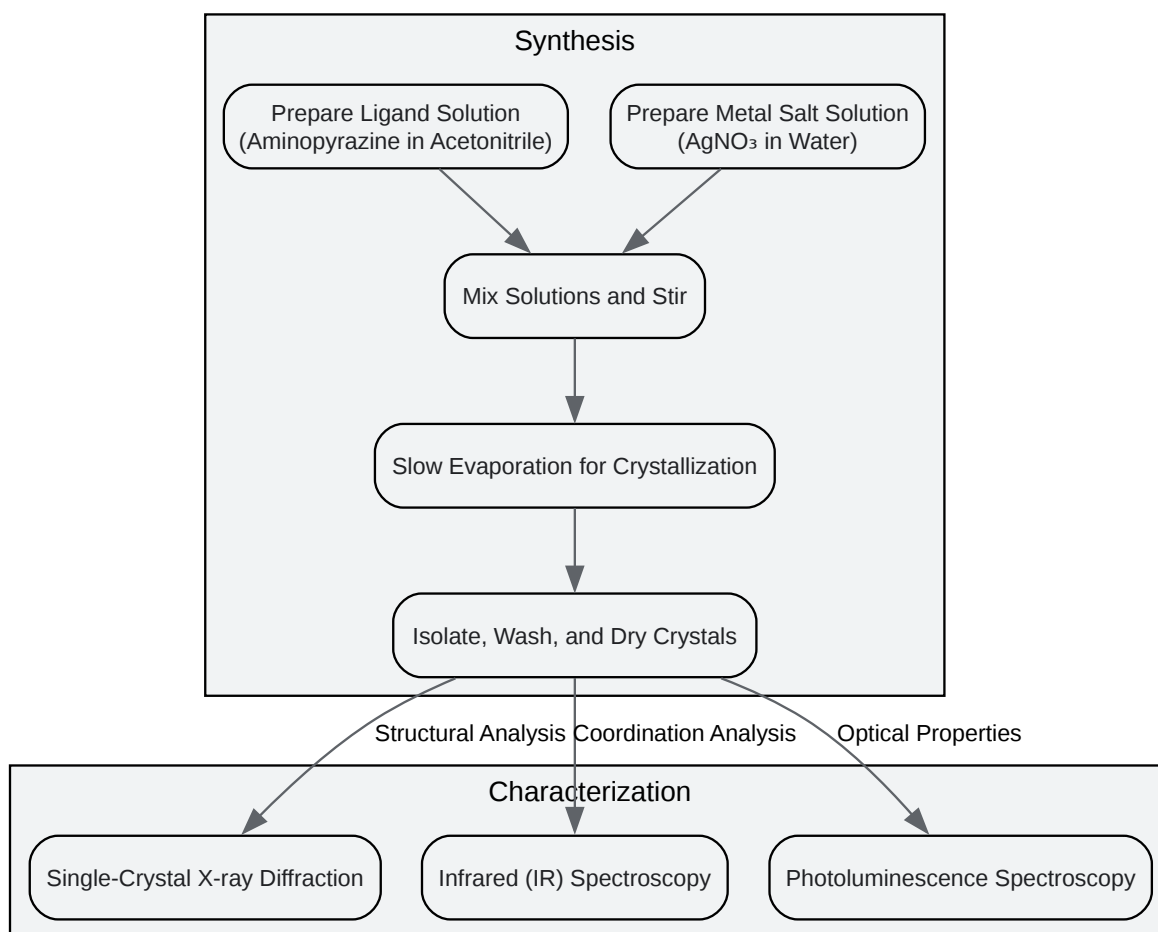 Synthesis
Prepare Ligand Solution
(Aminopyrazine in Acetonitrile)
Prepare Metal Salt Solution
(AgNO₃ in Water)
Mix Solutions and Stir
Slow Evaporation for Crystallization
Isolate, Wash, and Dry Crystals
Structural Analysis
Coordination Analysis
Optical Properties
Characterization
Single-Crystal X-ray Diffraction
Infrared (IR) Spectroscopy
Photoluminescence Spectroscopy